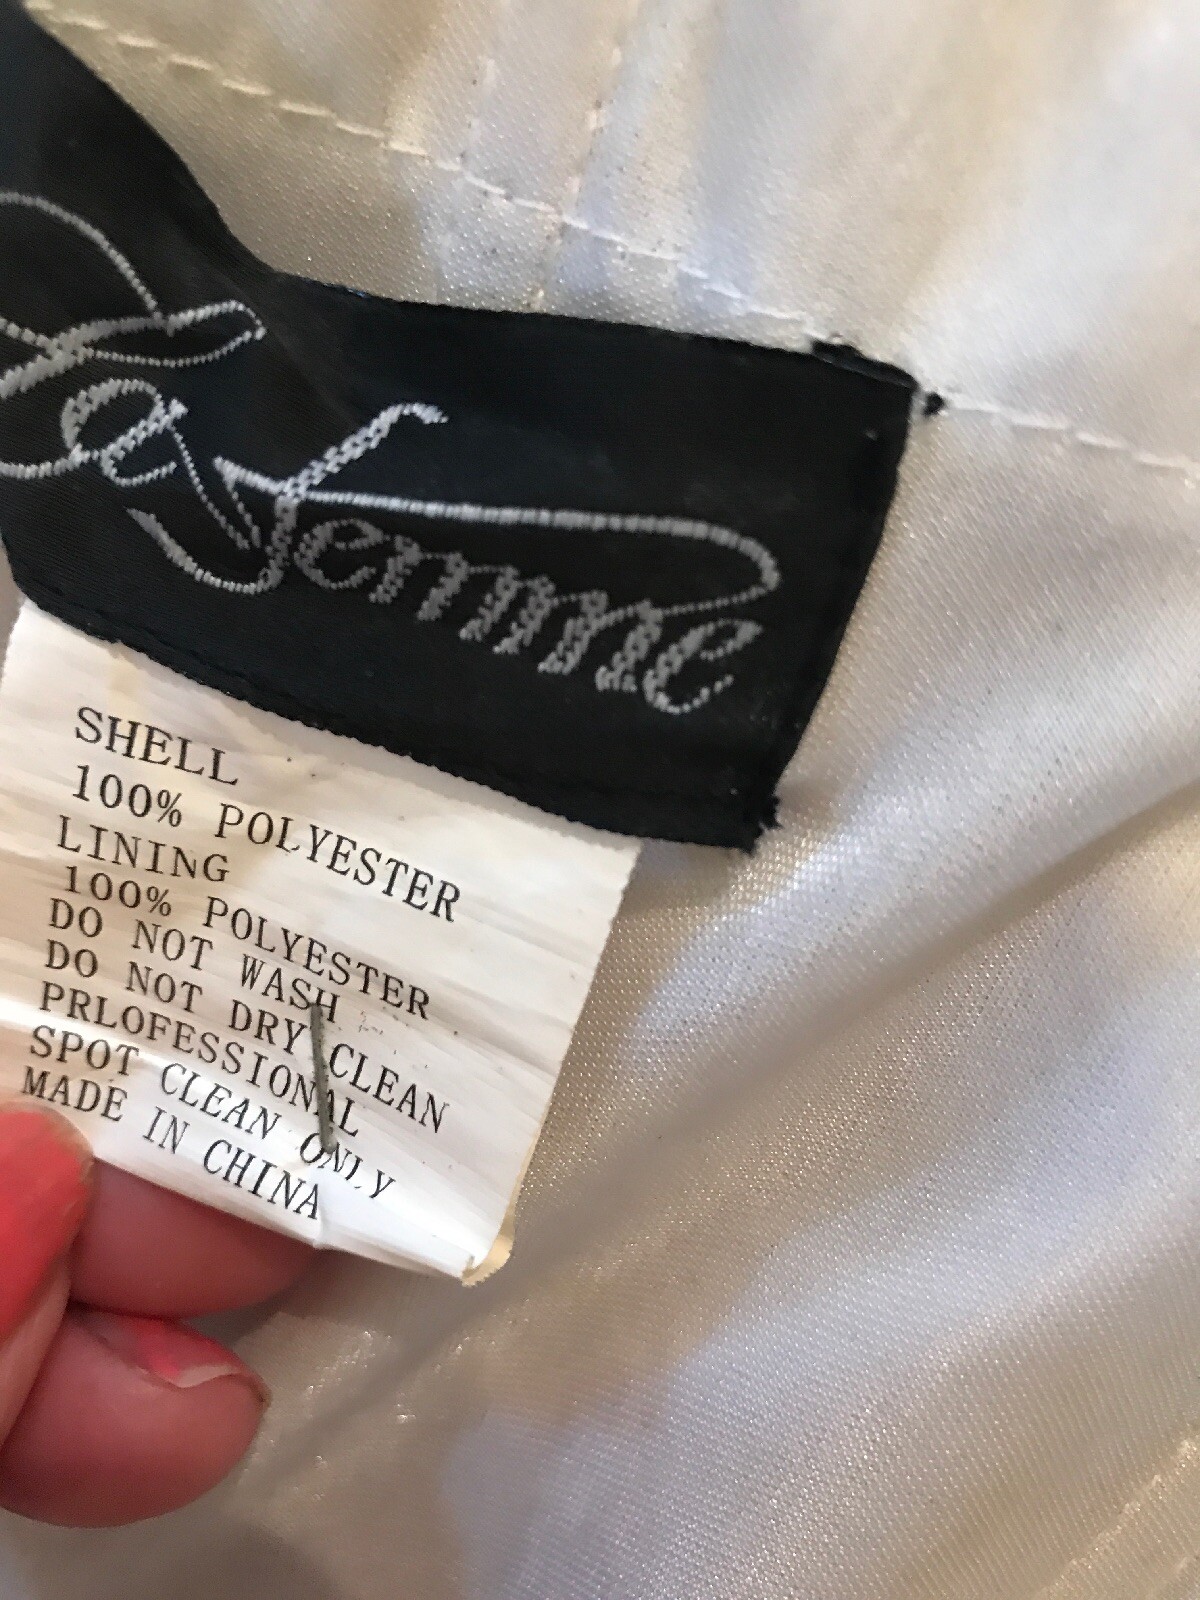 La Femme
SHELL
100% POLYESTER
LINING
100% POLYESTER
DO NOT WASH
DO NOT DRY CLEAN
PRLOFESSIONAL
SPOT CLEAN ONLY
MADE IN CHINA